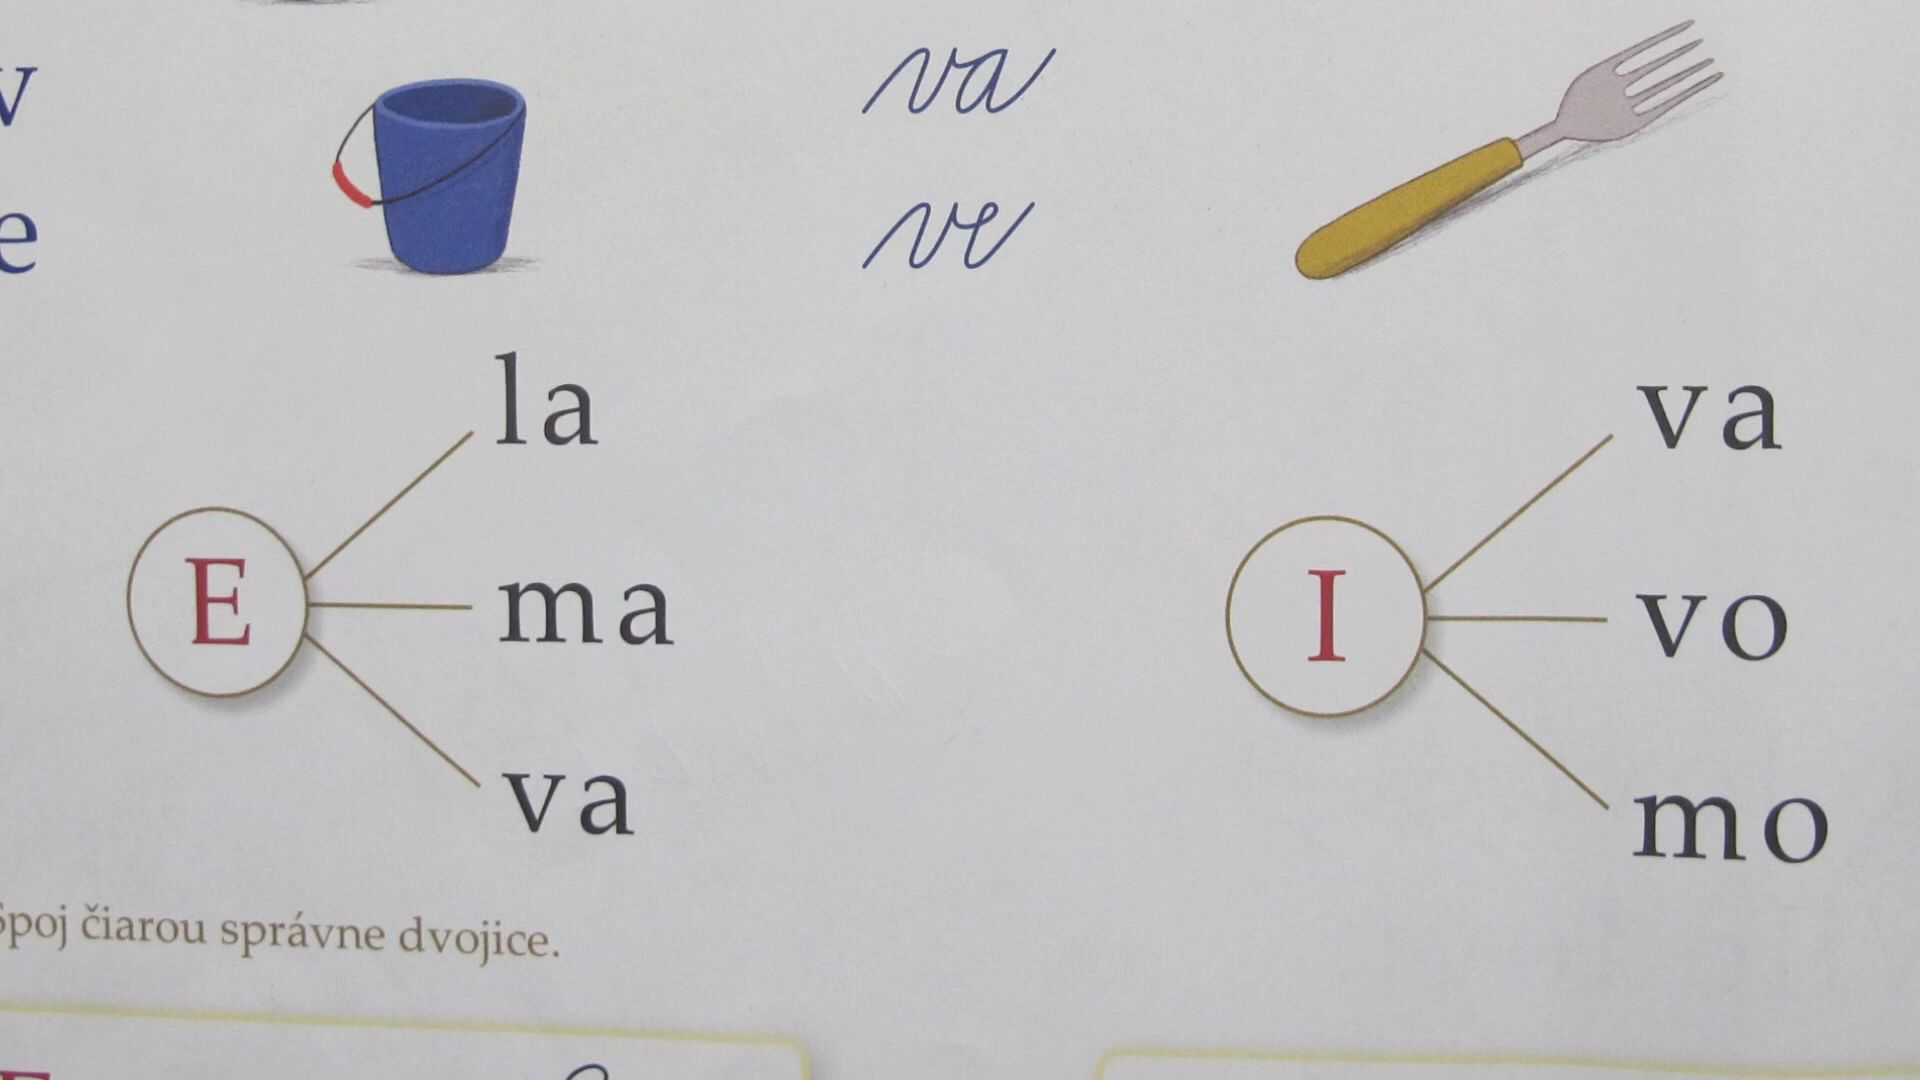 v
va
e
ve
la
va
E
ma
I
vo
va
mo
Spoj čiarou správne dvojice.
E